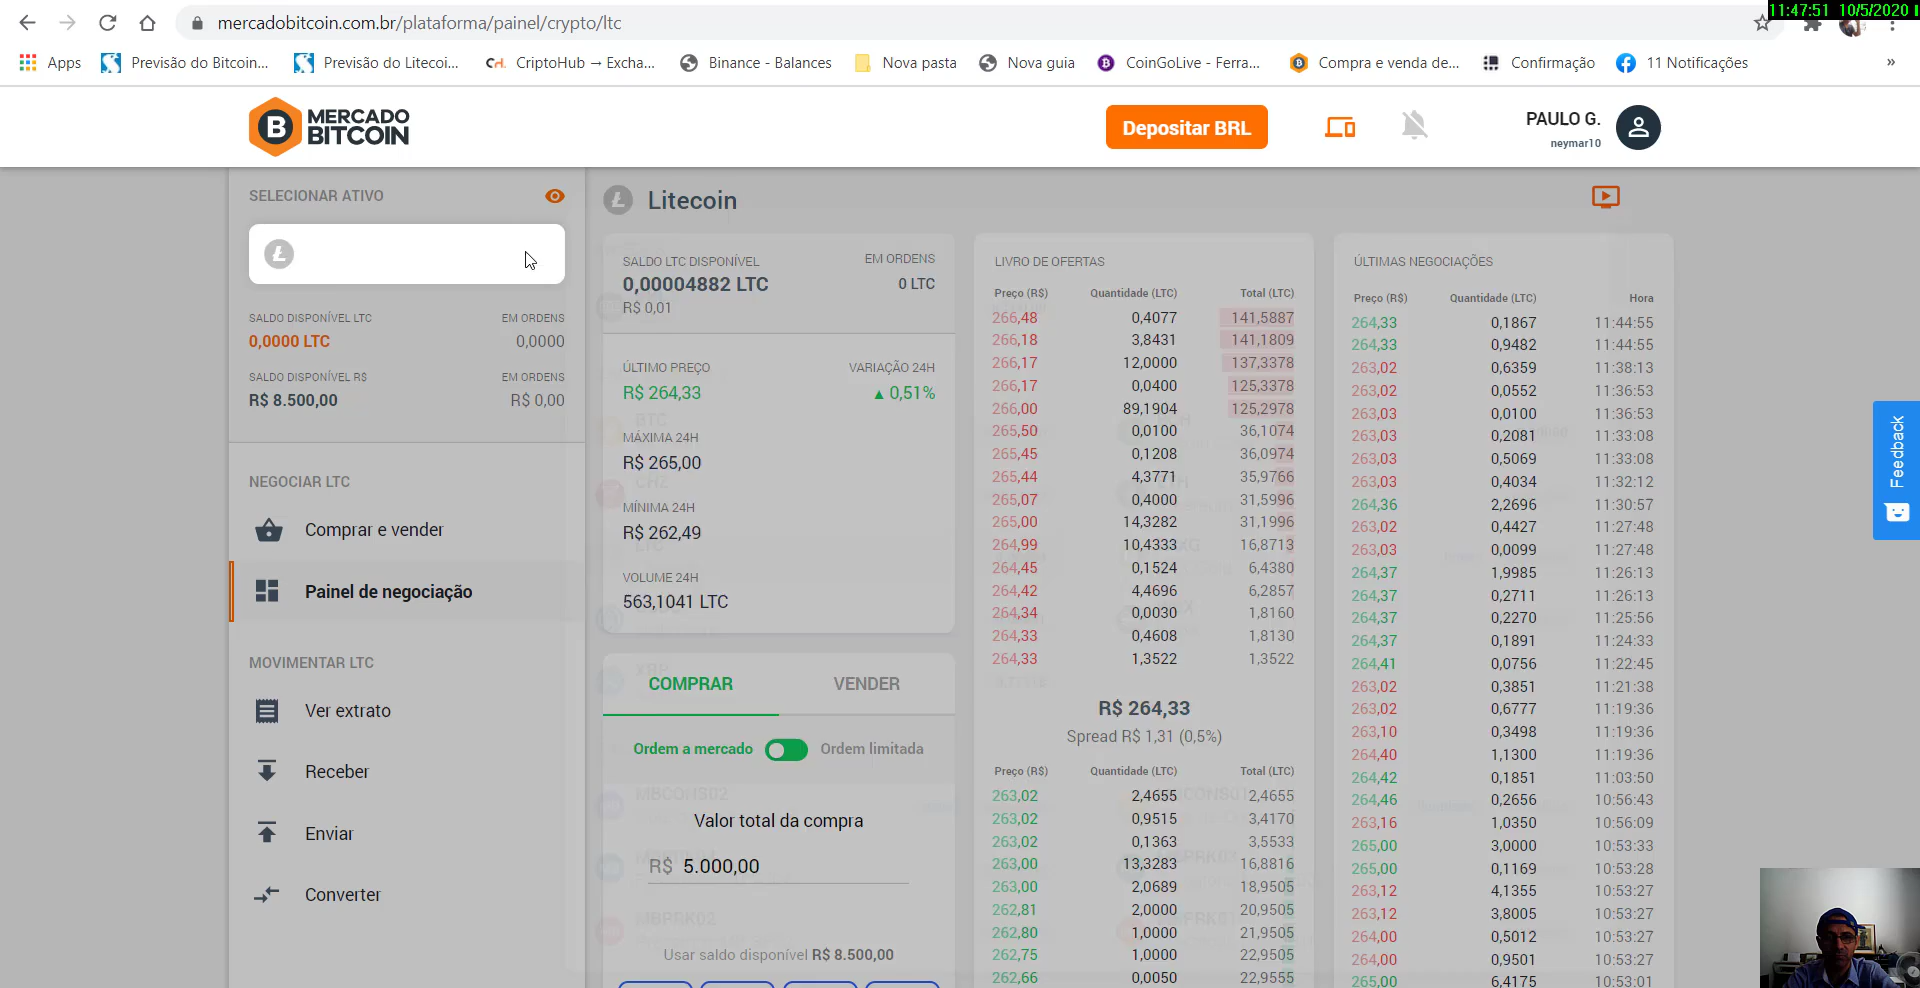 mercadobitcoin.com.br/plataforma/painel/crypto/ltc
11:47:51 10/5/2020
Apps Previsão do Bitcoin... Previsão do Litecoi... CriptoHub → Excha... Binance - Balances Nova pasta Nova guia CoinGoLive - Ferra... Compra e venda de... Confirmação 11 Notificações »
MERCADO
BITCOIN
Depositar BRL
PAULO G.
neymar10
SELECIONAR ATIVO
SALDO DISPONÍVEL LTC EM ORDENS
0,0000 LTC 0,0000
SALDO DISPONÍVEL R$ EM ORDENS
R$ 8.500,00 R$ 0,00
NEGOCIAR LTC
Comprar e vender
Painel de negociação
MOVIMENTAR LTC
Ver extrato
Receber
Enviar
Converter
Litecoin
SALDO LTC DISPONÍVEL EM ORDENS
0,00004882 LTC 0 LTC
R$ 0,01
ÚLTIMO PREÇO VARIAÇÃO 24H
R$ 264,33 ▲ 0,51%
MÁXIMA 24H
R$ 265,00
MÍNIMA 24H
R$ 262,49
VOLUME 24H
563,1041 LTC
COMPRAR VENDER
Ordem a mercado Ordem limitada
Valor total da compra
R$ 5.000,00
Usar saldo disponível R$ 8.500,00
LIVRO DE OFERTAS
Preço (R$) Quantidade (LTC) Total (LTC)
266,48 0,4077 141,5887
266,18 3,8431 141,1809
266,17 12,0000 137,3378
266,17 0,0400 125,3378
266,00 89,1904 125,2978
265,50 0,0100 36,1074
265,45 0,1208 36,0974
265,44 4,3771 35,9766
265,07 0,4000 31,5996
265,00 14,3282 31,1996
264,99 10,4333 16,8713
264,45 0,1524 6,4380
264,42 4,4696 6,2857
264,34 0,0030 1,8160
264,33 0,4608 1,8130
264,33 1,3522 1,3522
R$ 264,33
Spread R$ 1,31 (0,5%)
Preço (R$) Quantidade (LTC) Total (LTC)
263,02 2,4655 2,4655
263,02 0,9515 3,4170
263,02 0,1363 3,5533
263,00 13,3283 16,8816
263,00 2,0689 18,9505
262,81 2,0000 20,9505
262,80 1,0000 21,9505
262,75 1,0000 22,9505
262,66 0,0050 22,9555
ÚLTIMAS NEGOCIAÇÕES
Preço (R$) Quantidade (LTC) Hora
264,33 0,1867 11:44:55
264,33 0,9482 11:44:55
263,02 0,6359 11:38:13
263,02 0,0552 11:36:53
263,03 0,0100 11:36:53
263,03 0,2081 11:33:08
263,03 0,5069 11:33:08
263,03 0,4034 11:32:12
264,36 2,2696 11:30:57
263,02 0,4427 11:27:48
263,03 0,0099 11:27:48
264,37 1,9985 11:26:13
264,37 0,2711 11:26:13
264,37 0,2270 11:25:56
264,37 0,1891 11:24:33
264,41 0,0756 11:22:45
263,02 0,3851 11:21:38
263,02 0,6777 11:19:36
263,10 0,3498 11:19:36
264,40 1,1300 11:19:36
264,42 0,1851 11:03:50
264,46 0,2656 10:56:43
263,16 1,0350 10:56:09
265,00 3,0000 10:53:33
265,00 0,1169 10:53:28
263,12 4,1355 10:53:27
263,12 3,8005 10:53:27
264,00 0,5012 10:53:27
264,00 0,9501 10:53:27
265,00 6,4175 10:53:01
Feedback